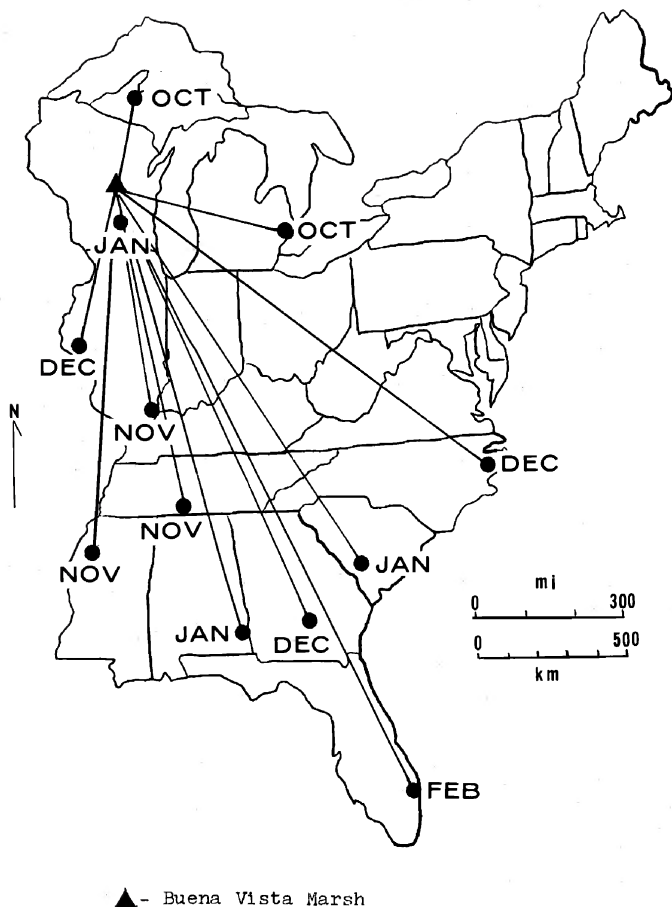 OCT
OCT
JAN
DEC
N
NOV
DEC
NOV
NOV
JAN
mi
0 300
JAN
DEC
0 500
km
FEB
- Buena Vista Marsh